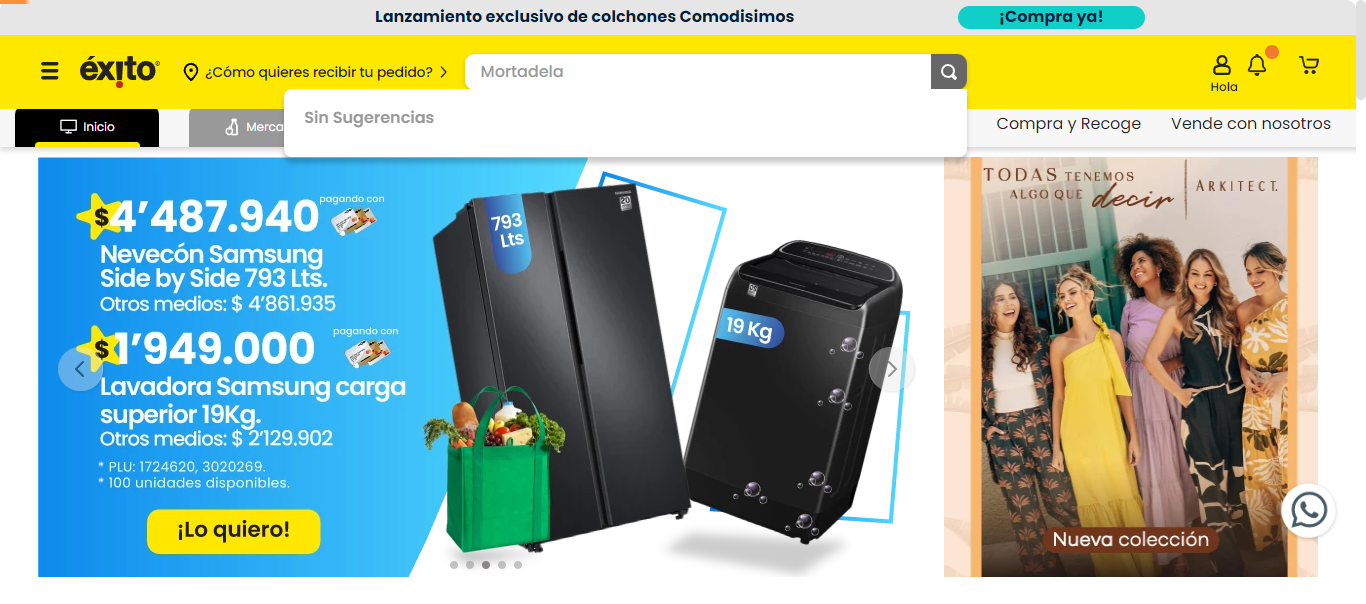 Lanzamiento exclusivo de colchones Comodisimos
¡Compra ya!
éxito
¿Cómo quieres recibir tu pedido?
Mortadela
Hola
Sin Sugerencias
Inicio
Merca
Compra y Recoge
Vende con nosotros
$4’487.940
pagando con
Nevecón Samsung
Side by Side 793 Lts.
Otros medios: $ 4’861.935
$1’949.000
pagando con
Lavadora Samsung carga
superior 19Kg.
Otros medios: $ 2’129.902
* PLU: 1724620, 3020269.
* 100 unidades disponibles.
¡Lo quiero!
793
Lts
SAMSUNG
20
19 Kg
TODAS TENEMOS
ALGO QUE decir
ARKITECT.
Nueva colección